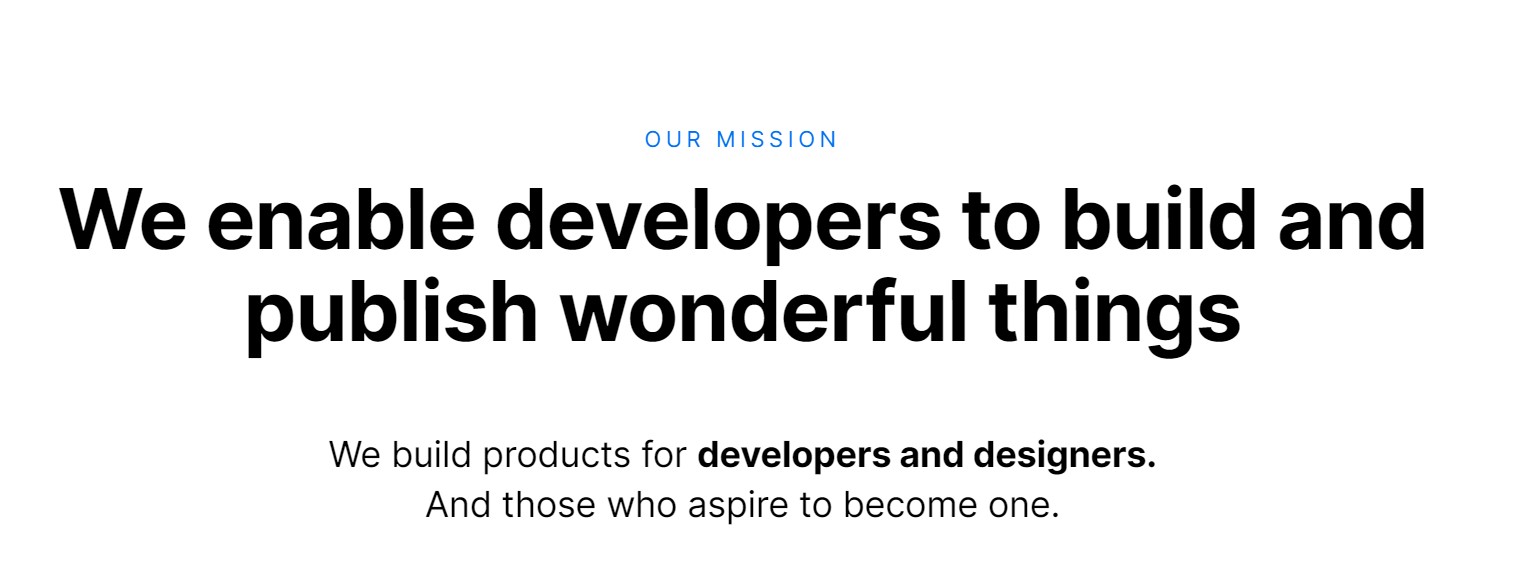 OUR MISSION
We enable developers to build and
publish wonderful things
We build products for developers and designers.
And those who aspire to become one.